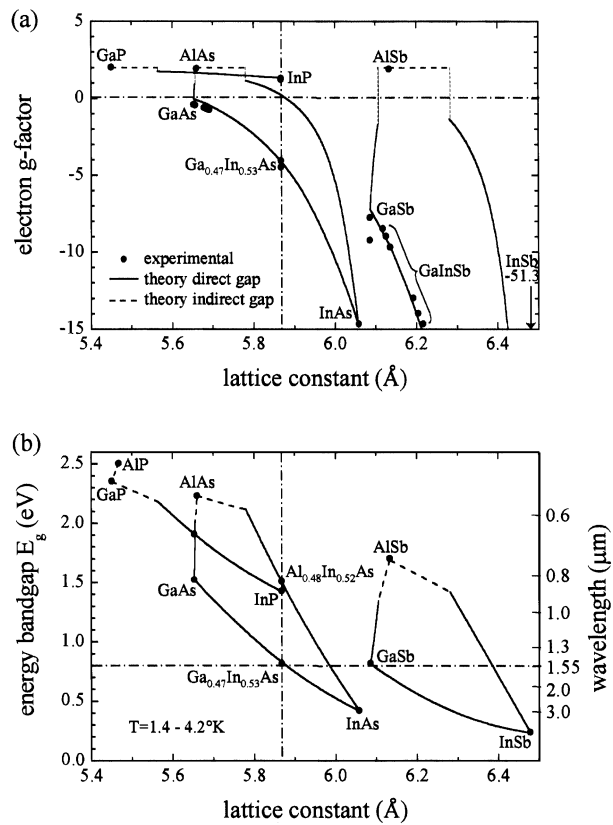 (a)
5
0
-5
-10
-15
electron g-factor
GaP
AlAs
InP
GaAs
Ga0.47In0.53As
AlSb
GaSb
GaInSb
InSb
-51.3
InAs
experimental
theory direct gap
theory indirect gap
5.4 5.6 5.8 6.0 6.2 6.4
lattice constant (Å)
(b)
2.5
2.0
1.5
1.0
0.5
0.0
energy bandgap Eg (eV)
AlP
GaP
AlAs
GaAs
InP
Al0.48In0.52As
Ga0.47In0.53As
AlSb
GaSb
InAs
InSb
T=1.4 - 4.2°K
0.6
0.8
1.0
1.3
1.55
2.0
3.0
wavelength (μm)
5.4 5.6 5.8 6.0 6.2 6.4
lattice constant (Å)